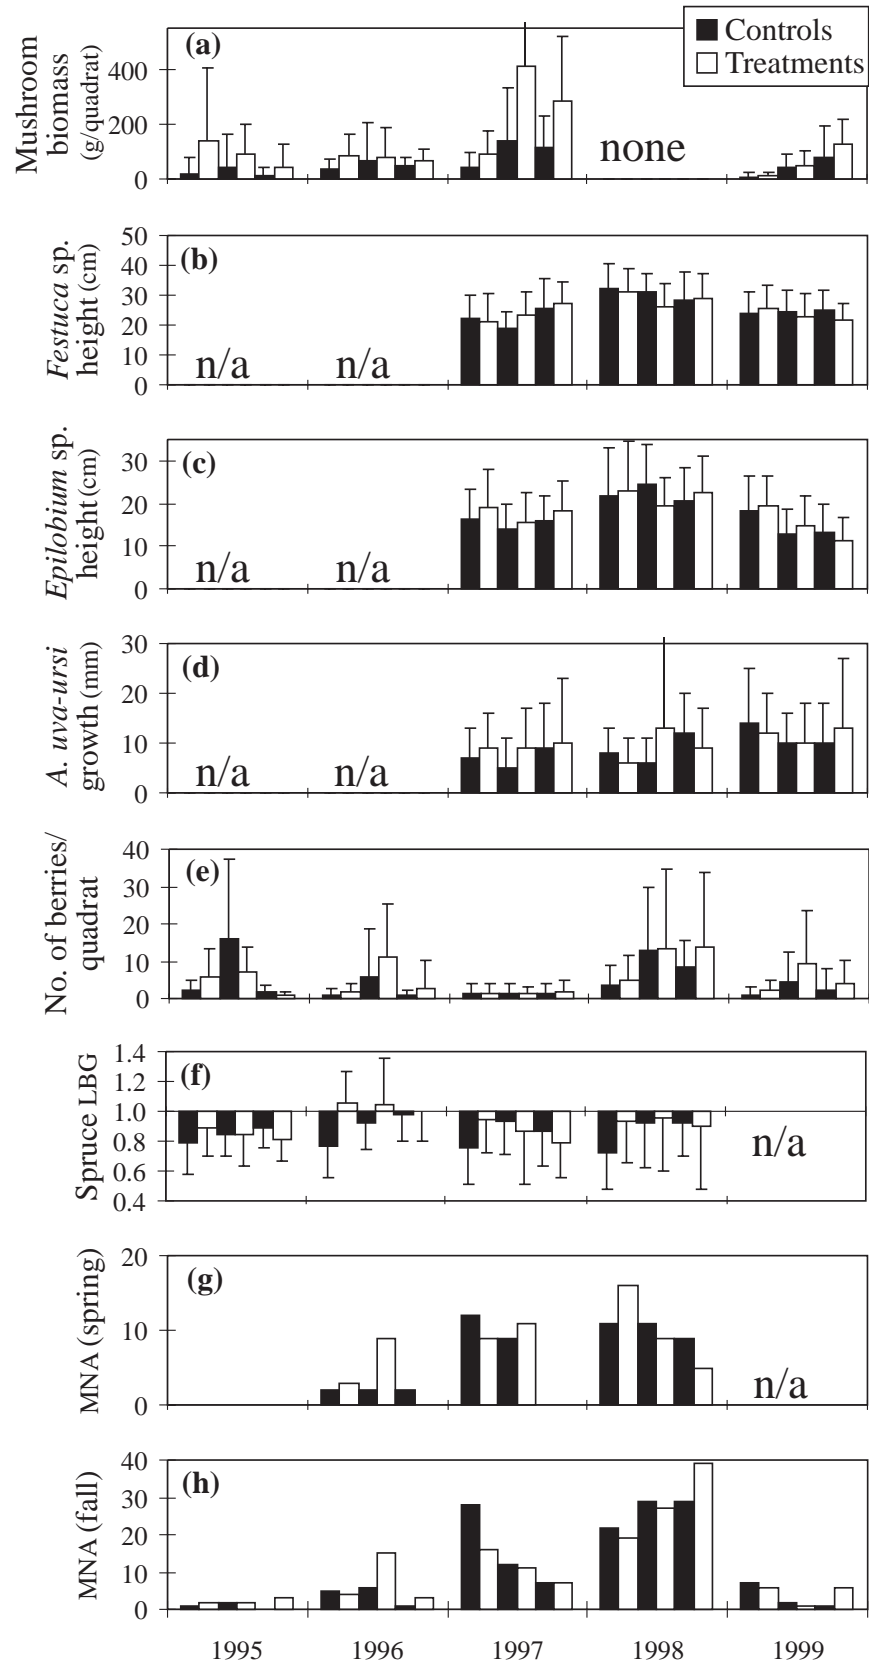 Controls
Treatments
(a)
Mushroom
biomass
(g/quadrat)
400
200
0
none
(b)
Festuca sp.
height (cm)
50
40
30
20
10
0
n/a
n/a
(c)
Epilobium sp.
height (cm)
30
20
10
0
n/a
n/a
(d)
A. uva-ursi
growth (mm)
30
20
10
0
n/a
n/a
(e)
No. of berries/
quadrat
40
30
20
10
0
(f)
Spruce LBG
1.4
1.2
1.0
0.8
0.6
0.4
n/a
(g)
MNA (spring)
20
10
0
n/a
(h)
MNA (fall)
40
30
20
10
0
1995 1996 1997 1998 1999